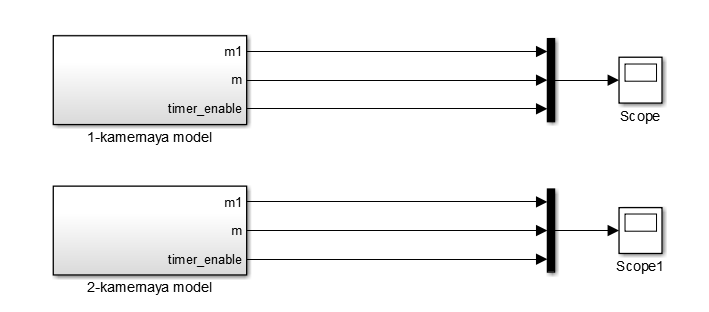 m1
m
timer_enable
1-kamernaya model
Scope
m1
m
timer_enable
2-kamernaya model
Scope1